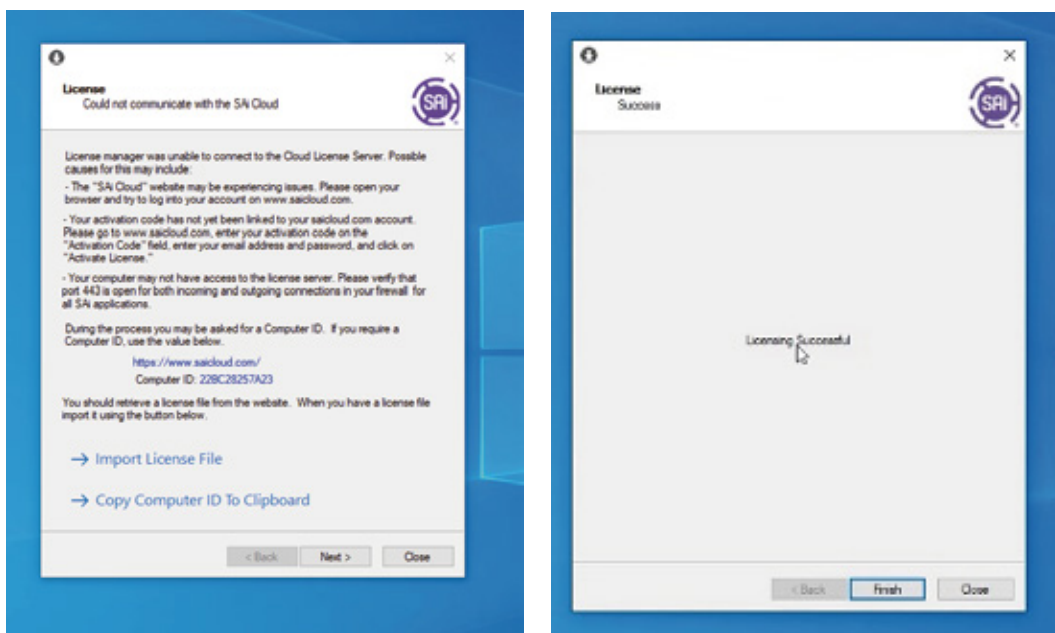 License
Could not communicate with the SAi Cloud
SAi
License manager was unable to connect to the Cloud License Server. Possible
causes for this may include:
- The "SAi Cloud" website may be experiencing issues. Please open your
browser and try to log into your account on www.saicloud.com.
- Your activation code has not yet been linked to your saicloud.com account.
Please go to www.saicloud.com, enter your activation code on the
"Activation Code" field, enter your email address and password, and click on
"Activate License."
- Your computer may not have access to the license server. Please verify that
port 443 is open for both incoming and outgoing connections in your firewall for
all SAi applications.
During the process you may be asked for a Computer ID. If you require a
Computer ID, use the value below.
https://www.saicloud.com/
Computer ID: 22BC28257A23
You should retrieve a license file from the website. When you have a license file
import it using the button below.
→ Import License File
→ Copy Computer ID To Clipboard
< Back Next > Close
License
Success
SAi
Licensing Successful
< Back Finish Close